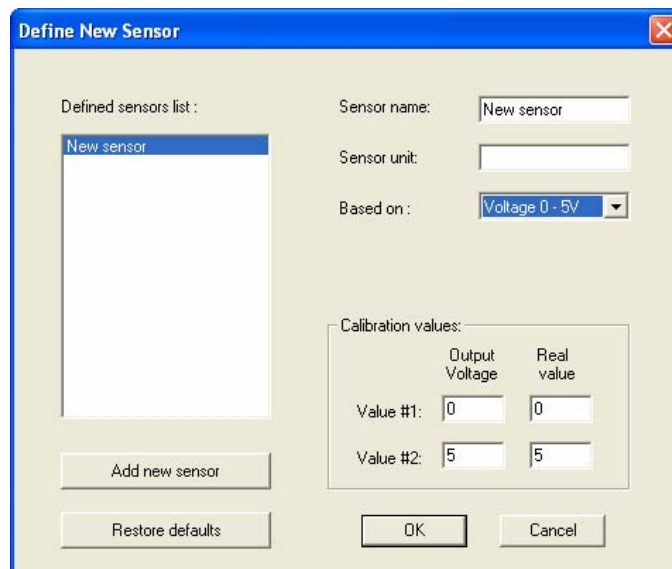 Define New Sensor
Defined sensors list :
New sensor
Add new sensor
Restore defaults
Sensor name:
New sensor
Sensor unit:
Based on :
Voltage 0 - 5V
Calibration values:
Output Voltage
Real value
Value #1:
0
0
Value #2:
5
5
OK
Cancel